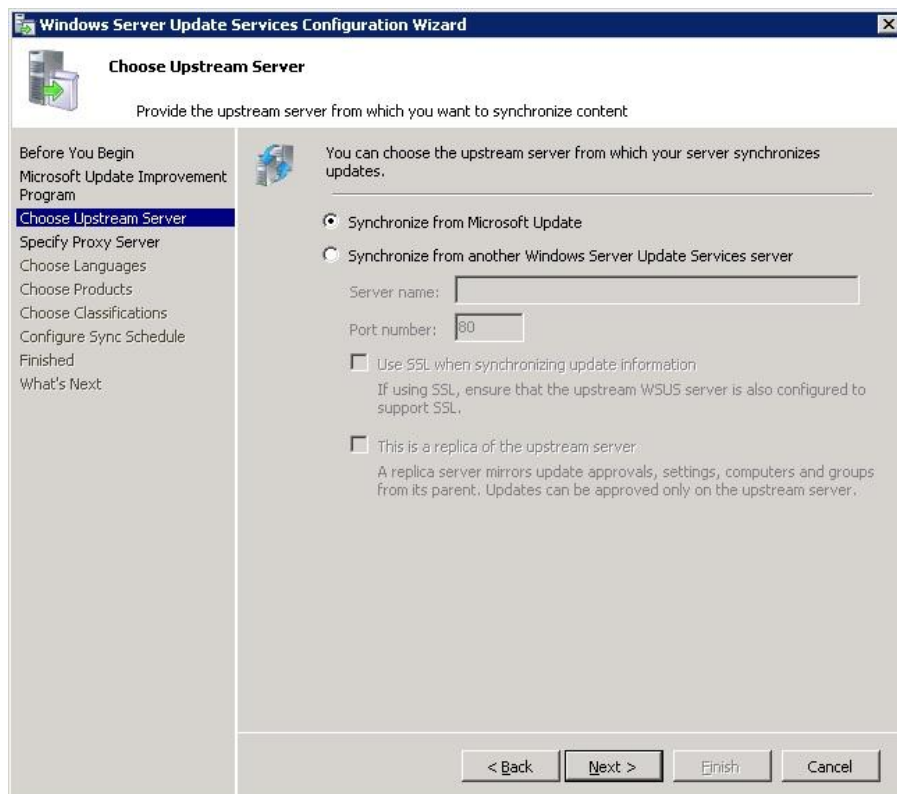 Windows Server Update Services Configuration Wizard
Choose Upstream Server
Provide the upstream server from which you want to synchronize content
Before You Begin
Microsoft Update Improvement
Program
Choose Upstream Server
Specify Proxy Server
Choose Languages
Choose Products
Choose Classifications
Configure Sync Schedule
Finished
What's Next
You can choose the upstream server from which your server synchronizes
updates.
Synchronize from Microsoft Update
Synchronize from another Windows Server Update Services server
Server name:
Port number: 80
Use SSL when synchronizing update information
If using SSL, ensure that the upstream WSUS server is also configured to
support SSL.
This is a replica of the upstream server
A replica server mirrors update approvals, settings, computers and groups
from its parent. Updates can be approved only on the upstream server.
< Back Next > Finish Cancel